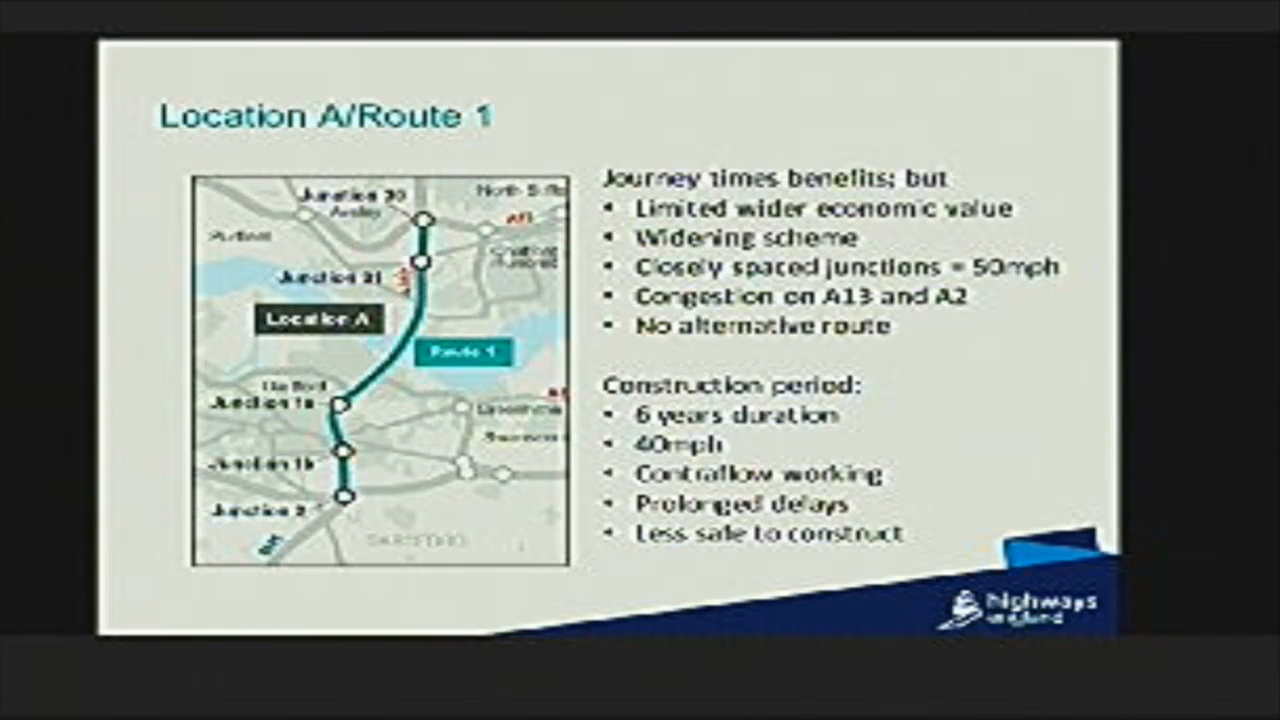 Location A/Route 1
Journey times benefits; but
• Limited wider economic value
• Widening scheme
• Closely spaced junctions = 50mph
• Congestion on A13 and A2
• No alternative route
Construction period:
• 6 years duration
• 40mph
• Contraflow working
• Prolonged delays
• Less safe to construct
Junction 30
Junction 31
Location A
Route 1
Dartford
Junction 1a
Junction 1b
Junction 2
highways
england